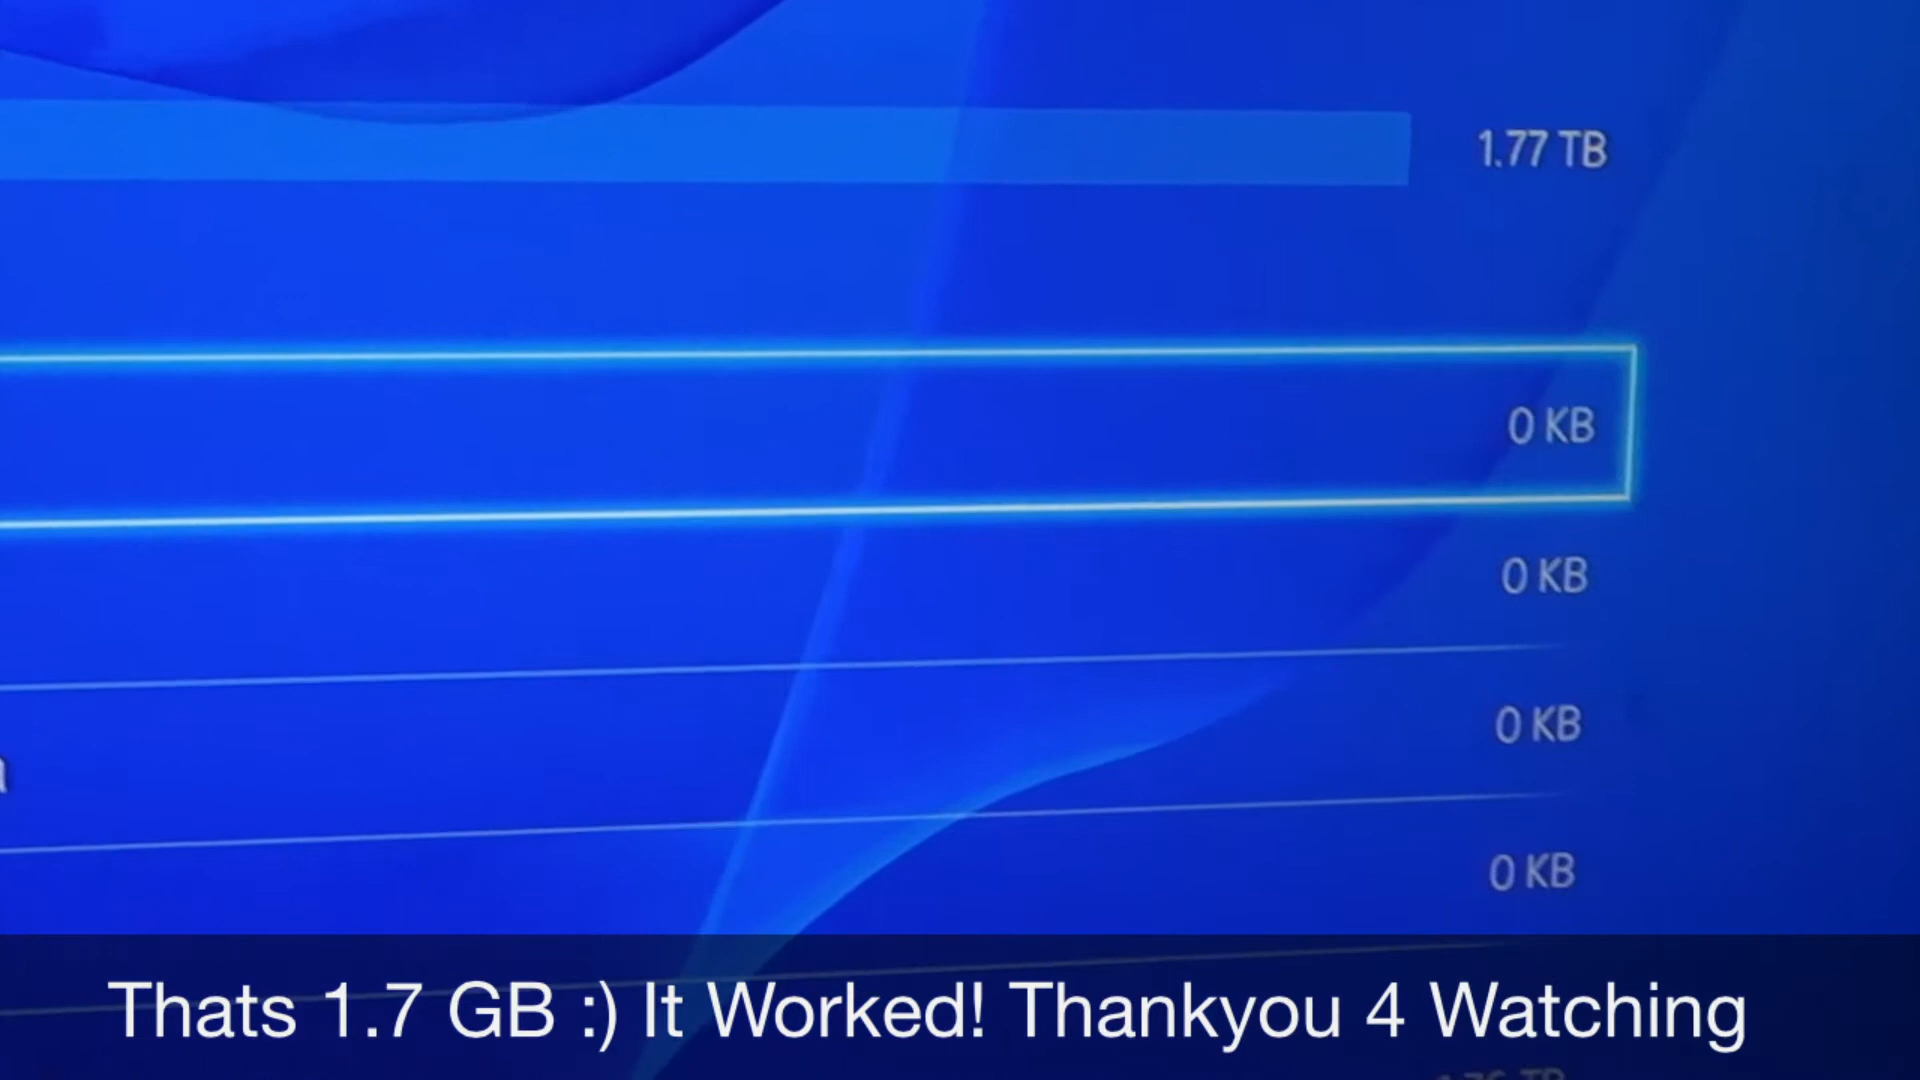 1.77 TB
0 KB
0 KB
0 KB
0 KB
Thats 1.7 GB :) It Worked! Thankyou 4 Watching